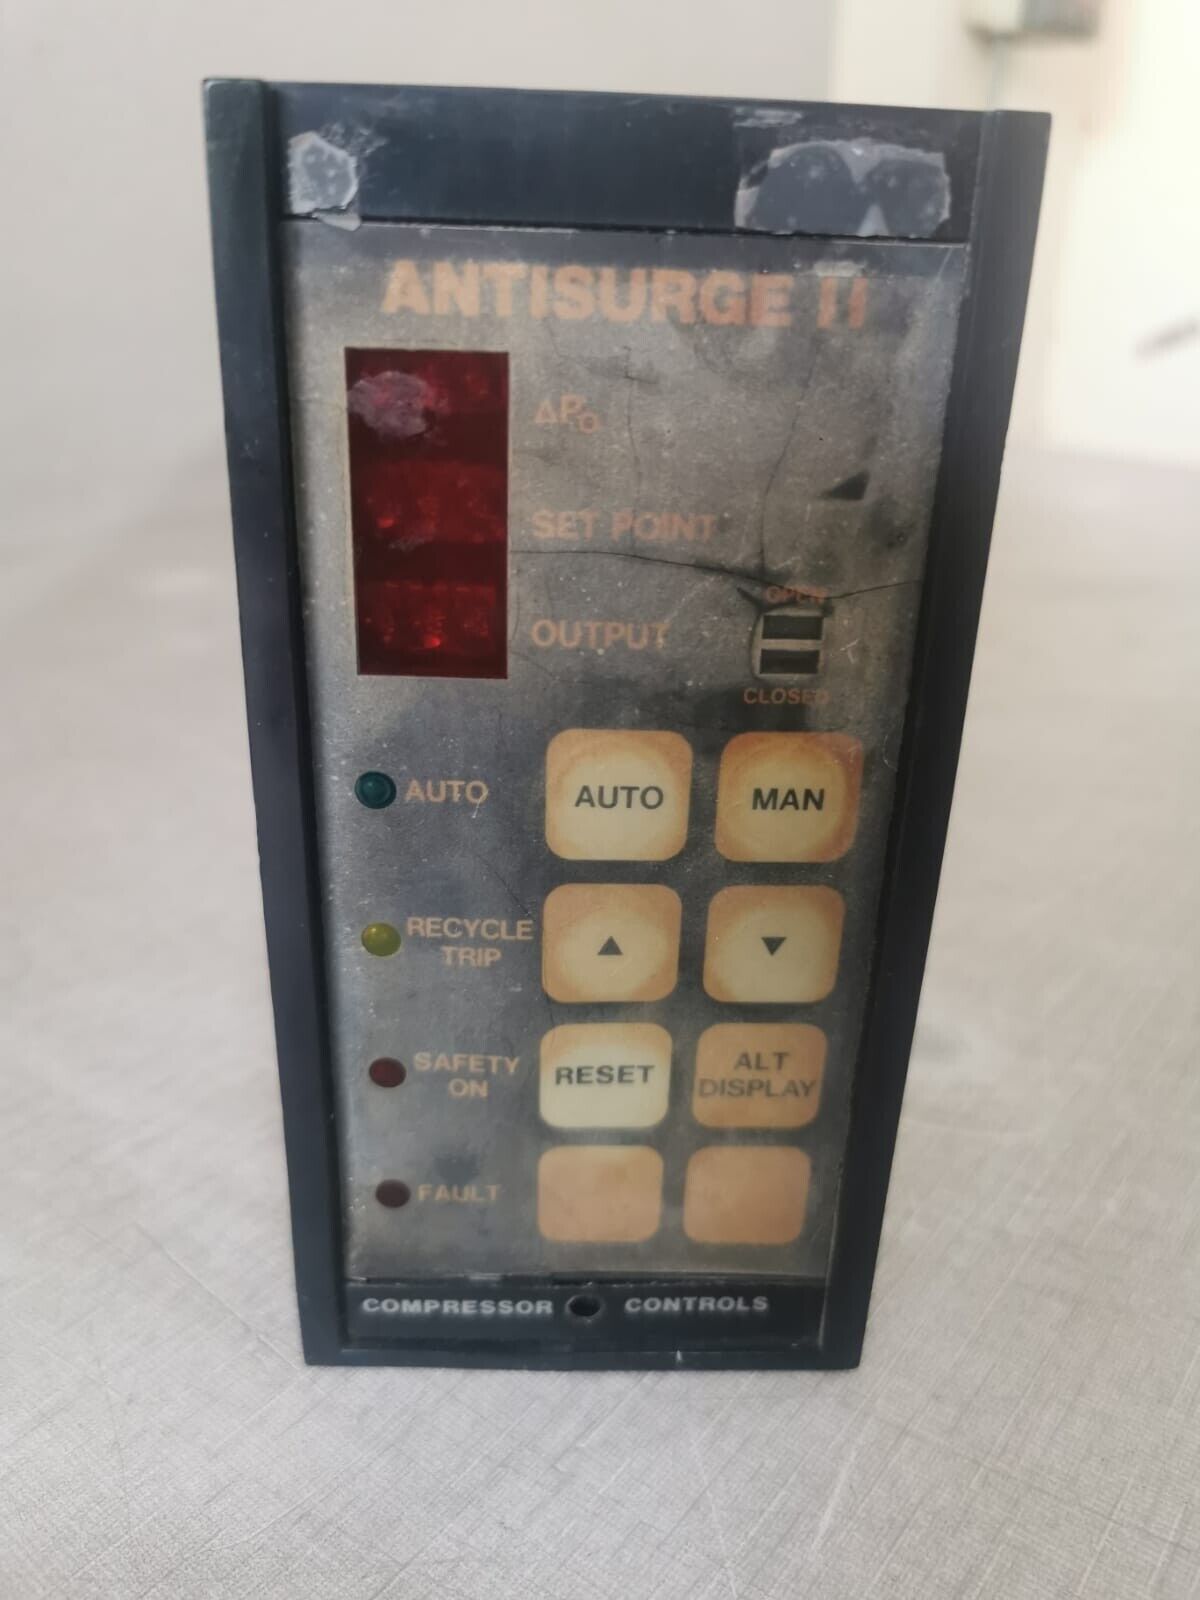 ANTISURGE II
ΔPo
SET POINT
OUTPUT
OPEN
CLOSED
AUTO
AUTO
MAN
RECYCLE
TRIP
▲
▼
SAFETY
ON
RESET
ALT
DISPLAY
FAULT
COMPRESSOR CONTROLS